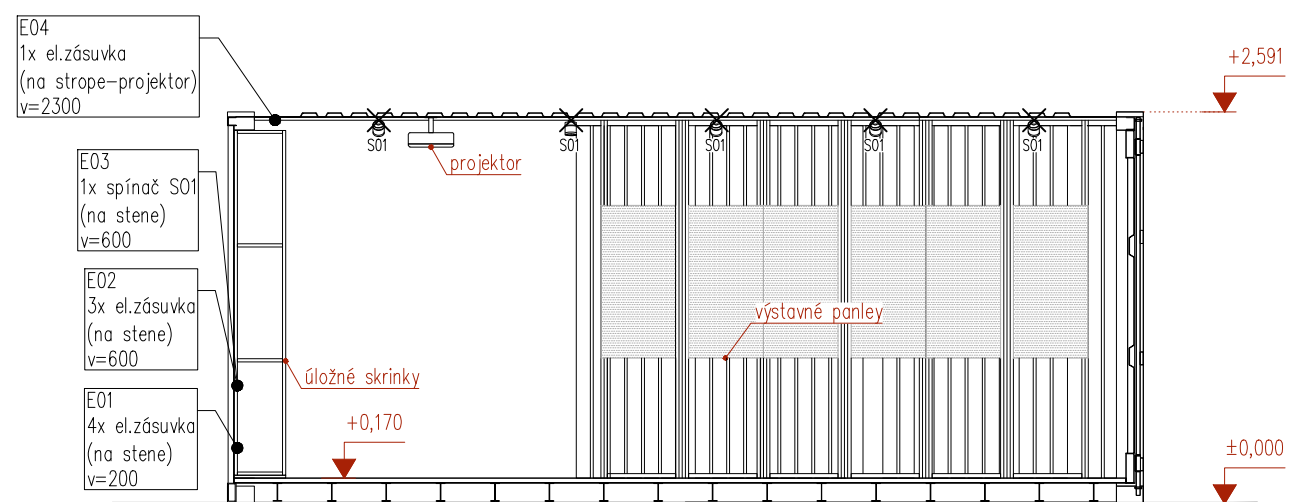 E04
1x el.zásuvka
(na strope-projektor)
v=2300
+2,591
S01
S01
S01
S01
S01
projektor
E03
1x spínač S01
(na stene)
v=600
E02
3x el.zásuvka
(na stene)
v=600
výstavné panley
úložné skrinky
E01
4x el.zásuvka
(na stene)
v=200
+0,170
±0,000